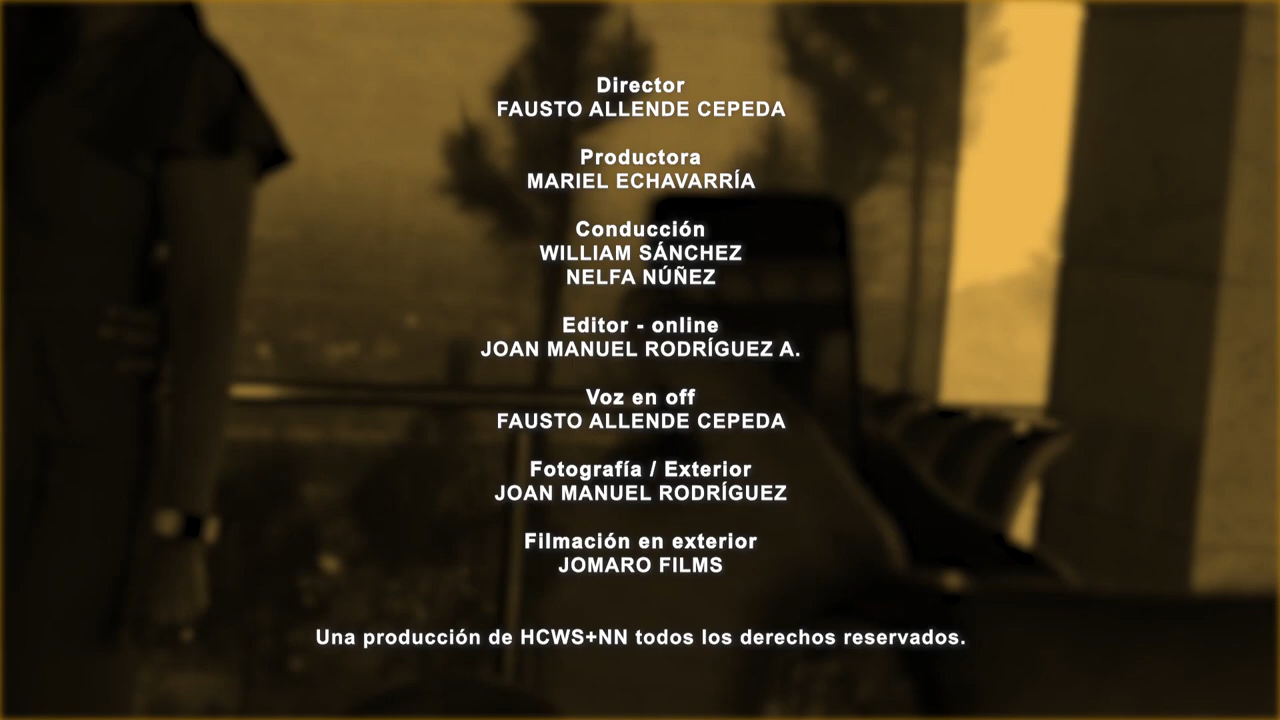 Director
FAUSTO ALLENDE CEPEDA
Productora
MARIEL ECHAVARRÍA
Conducción
WILLIAM SÁNCHEZ
NELFA NÚÑEZ
Editor - online
JOAN MANUEL RODRÍGUEZ A.
Voz en off
FAUSTO ALLENDE CEPEDA
Fotografía / Exterior
JOAN MANUEL RODRÍGUEZ
Filmación en exterior
JOMARO FILMS
Una producción de HCWS+NN todos los derechos reservados.